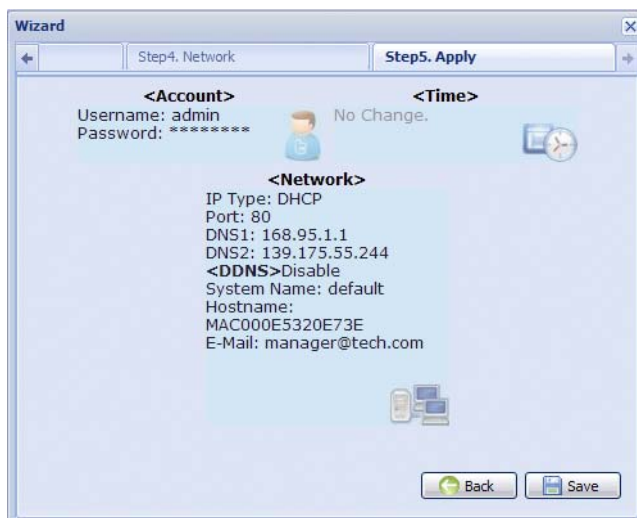 Wizard
Step4. Network
Step5. Apply
<Account>
Username: admin
Password: ********
<Time>
No Change.
<Network>
IP Type: DHCP
Port: 80
DNS1: 168.95.1.1
DNS2: 139.175.55.244
<DDNS>Disable
System Name: default
Hostname:
MAC000E5320E73E
E-Mail: manager@tech.com
Back
Save